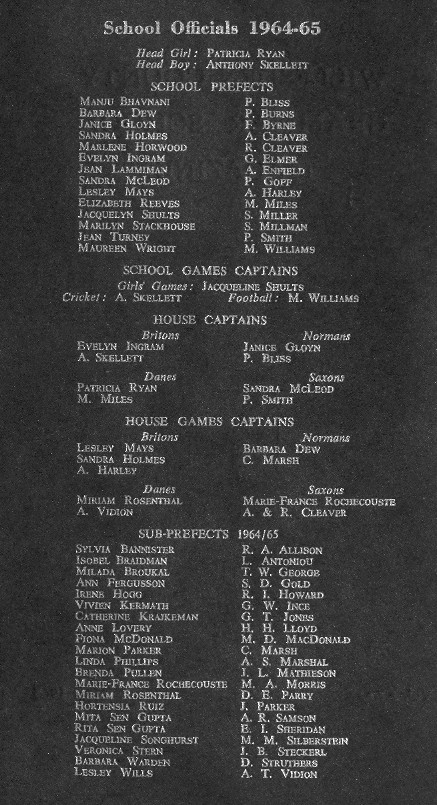 School Officials 1964-65
Head Girl: PATRICIA RYAN
Head Boy: ANTHONY SKELLETT
SCHOOL PREFECTS
MANJU BHAVNANI P. BLISS
BARBARA DEW P. BURNS
JANICE GLOYN F. BYRNE
SANDRA HOLMES A. CLEAVER
MARLENE HORWOOD R. CLEAVER
EVELYN INGRAM G. ELMER
JEAN LAMMIMAN A. ENFIELD
SANDRA MCLEOD P. GOFF
LESLEY MAYS A. HARLEY
ELIZABETH REEVES M. MILES
JACQUELYN SHULTS S. MILLER
MARILYN STACKHOUSE S. MILLMAN
JEAN TURNEY P. SMITH
MAUREEN WRIGHT M. WILLIAMS
SCHOOL GAMES CAPTAINS
Girls' Games: JACQUELINE SHULTS
Cricket: A. SKELLETT Football: M. WILLIAMS
HOUSE CAPTAINS
Britons Normans
EVELYN INGRAM JANICE GLOYN
A. SKELLETT P. BLISS
Danes Saxons
PATRICIA RYAN SANDRA MCLEOD
M. MILES P. SMITH
HOUSE GAMES CAPTAINS
Britons Normans
LESLEY MAYS BARBARA DEW
SANDRA HOLMES C. MARSH
A. HARLEY
Danes Saxons
MIRIAM ROSENTHAL MARIE-FRANCE ROCHECOUSTE
A. VIDION A. & R. CLEAVER
SUB-PREFECTS 1964/65
SYLVIA BANNISTER R. A. ALLISON
ISOBEL BRAIDMAN L. ANTONIOU
MILADA BROUKAL T. W. GEORGE
ANN FERGUSSON S. D. GOLD
IRENE HOGG R. I. HOWARD
VIVIEN KERMATH G. W. INCE
CATHERINE KRAJKEMAN G. T. JONES
ANNE LOVERY H. H. LLOYD
FIONA MCDONALD M. D. MACDONALD
MARION PARKER C. MARSH
LINDA PHILLIPS A. S. MARSHAL
BRENDA PULLEN J. L. MATHESON
MARIE-FRANCE ROCHECOUSTE M. A. MORRIS
MIRIAM ROSENTHAL D. E. PARRY
HORTENSIA RUIZ J. PARKER
MITA SEN GUPTA A. R. SAMSON
RITA SEN GUPTA E. I. SHERIDAN
JACQUELINE SONGHURST M. M. SILBERSTEIN
VERONICA STERN J. B. STECKERL
BARBARA WARDEN D. STRUTHERS
LESLEY WILLS A. T. VIDION